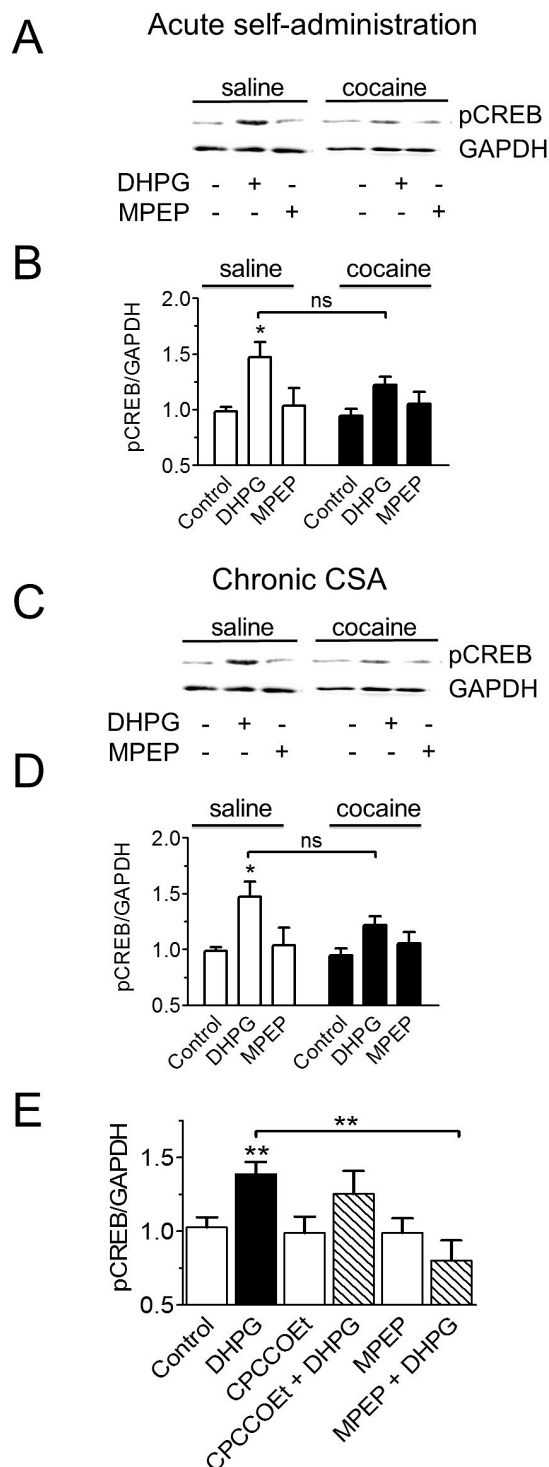 A
Acute self-administration
saline cocaine
pCREB
GAPDH
DHPG - + - - + -
MPEP - - + - - +
B
saline cocaine
pCREB/GAPDH
2.0
1.5
1.0
0.5
ns
*
Control DHPG MPEP Control DHPG MPEP
C
Chronic CSA
saline cocaine
pCREB
GAPDH
DHPG - + - - + -
MPEP - - + - - +
D
saline cocaine
pCREB/GAPDH
2.0
1.5
1.0
0.5
ns
*
Control DHPG MPEP Control DHPG MPEP
E
pCREB/GAPDH
1.5
1.0
0.5
**
**
Control DHPG CPCCOEt CPCCOEt + DHPG MPEP MPEP + DHPG